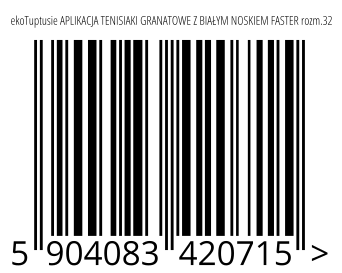 ekoTuptusie APLIKACJA TENISIAKI GRANATOWE Z BIAŁYM NOSKIEM FASTER rozm.32
5 904083 420715 >